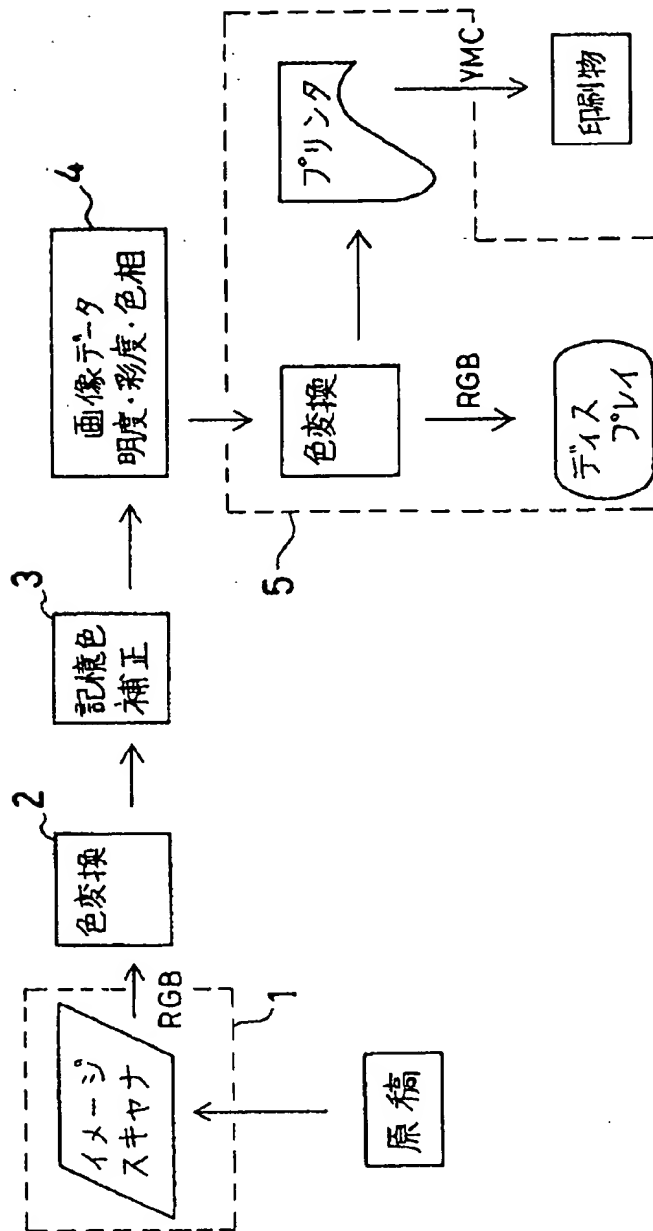 原稿
イメージ
スキャナ
1
RGB
2
色変換
3
記憶色
補正
4
画像データ
明度・彩度・色相
5
色変換
RGB
ディス
プレイ
プリンタ
YMC
印刷物